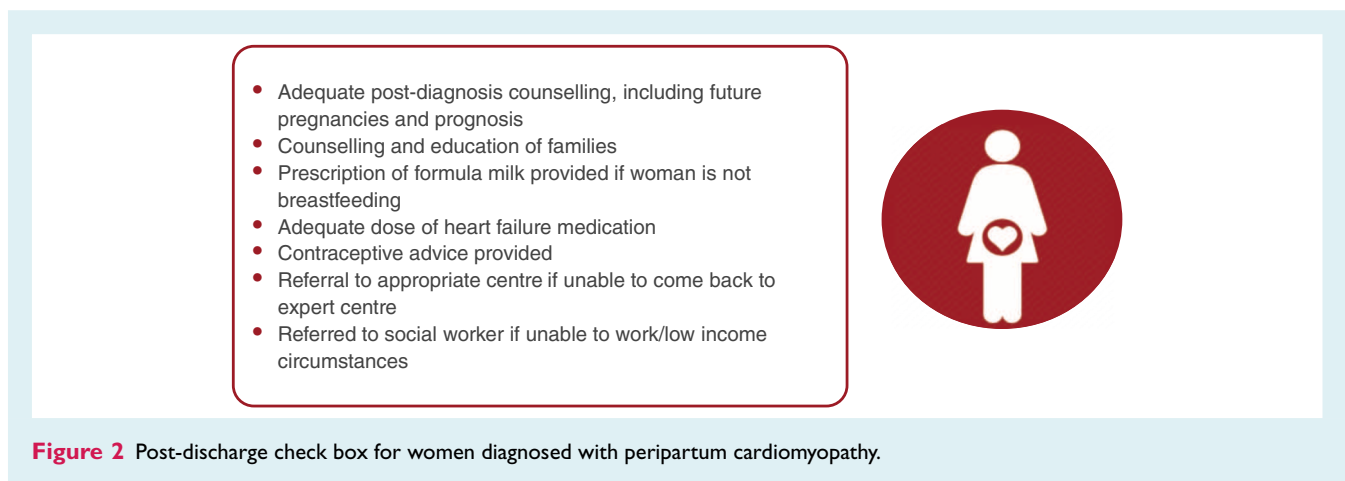 • Adequate post-diagnosis counselling, including future
pregnancies and prognosis
• Counselling and education of families
• Prescription of formula milk provided if woman is not
breastfeeding
• Adequate dose of heart failure medication
• Contraceptive advice provided
• Referral to appropriate centre if unable to come back to
expert centre
• Referred to social worker if unable to work/low income
circumstances
Figure 2 Post-discharge check box for women diagnosed with peripartum cardiomyopathy.